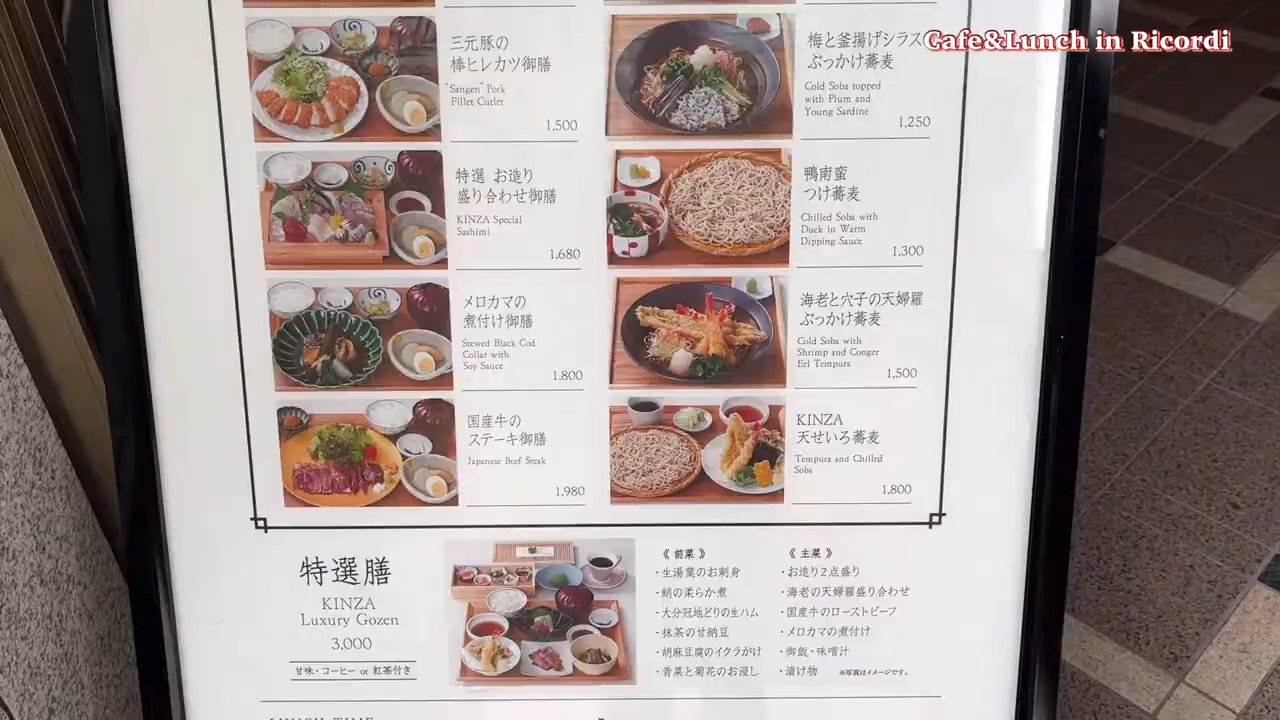 Cafe&Lunch in Ricordi
三元豚の
棒ヒレカツ御膳
"Sangen" Pork
Fillet Cutlet
1,500
特選 お造り
盛り合わせ御膳
KINZA Special
Sashimi
1,680
メロカマの
煮付け御膳
Stewed Black Cod
Collar with
Soy Sauce
1,800
国産牛の
ステーキ御膳
Japanese Beef Steak
1,980
梅と釜揚げシラスの
ぶっかけ蕎麦
Cold Soba topped
with Plum and
Young Sardine
1,250
鴨南蛮
つけ蕎麦
Chilled Soba with
Duck in Warm
Dipping Sauce
1,300
海老と穴子の天婦羅
ぶっかけ蕎麦
Cold Soba with
Shrimp and Conger
Eel Tempura
1,500
KINZA
天せいろ蕎麦
Tempura and Chilled
Soba
1,800
特選膳
KINZA
Luxury Gozen
3,000
甘味・コーヒー or 紅茶付き
《 前菜 》
・生湯葉のお刺身
・蛸の柔らか煮
・大分冠地どりの生ハム
・抹茶の甘納豆
・胡麻豆腐のイクラがけ
・青菜と菊花のお浸し
《 主菜 》
・お造り2点盛り
・海老の天婦羅盛り合わせ
・国産牛のローストビーフ
・メロカマの煮付け
・御飯・味噌汁
・漬け物 ※写真はイメージです。
LUNCH TIME